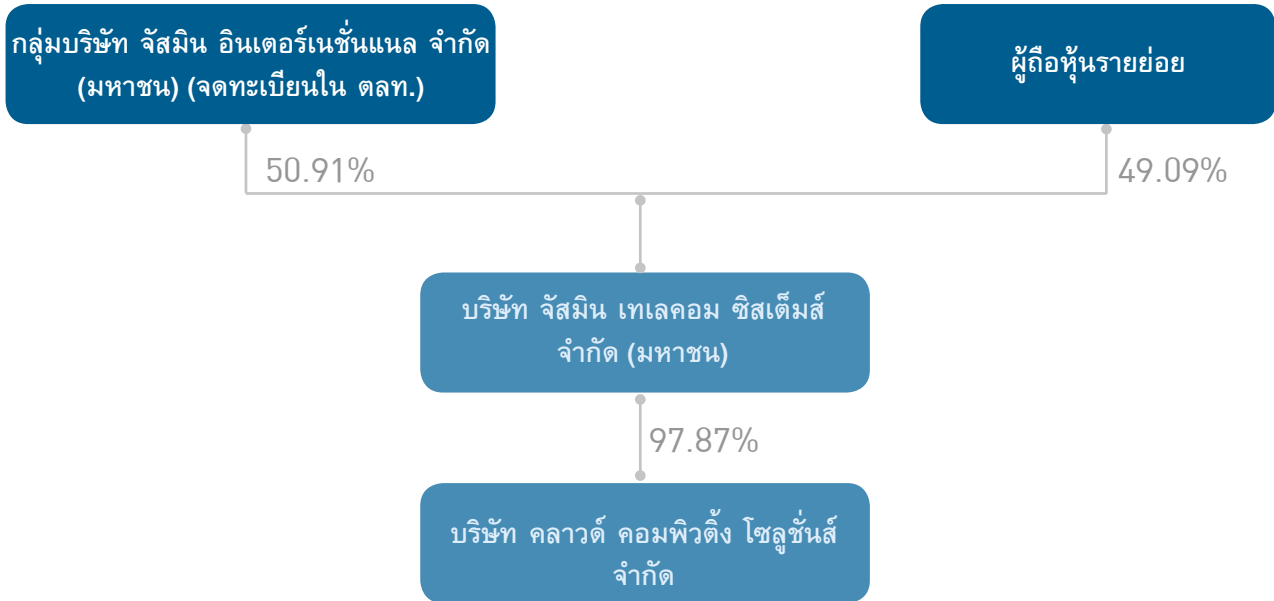 กลุ่มบริษัท จัสมิน อินเตอร์เนชั่นแนล จำกัด
(มหาชน) (จดทะเบียนใน ตลท.)
ผู้ถือหุ้นรายย่อย
50.91%
49.09%
บริษัท จัสมิน เทเลคอม ซิสเต็มส์
จำกัด (มหาชน)
97.87%
บริษัท คลาวด์ คอมพิวติ้ง โซลูชั่นส์
จำกัด